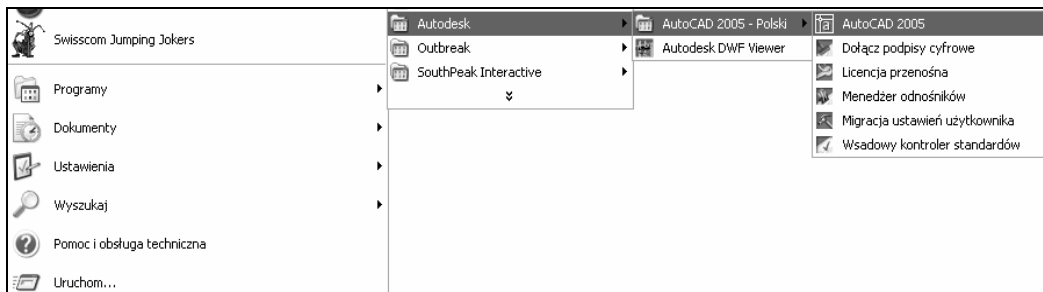 Swisscom Jumping Jokers
Programy
Dokumenty
Ustawienia
Wyszukaj
Pomoc i obsługa techniczna
Uruchom...
Autodesk
Outbreak
SouthPeak Interactive
AutoCAD 2005 - Polski
Autodesk DWF Viewer
AutoCAD 2005
Dołącz podpisy cyfrowe
Licencja przenośna
Menedżer odnośników
Migracja ustawień użytkownika
Wsadowy kontroler standardów